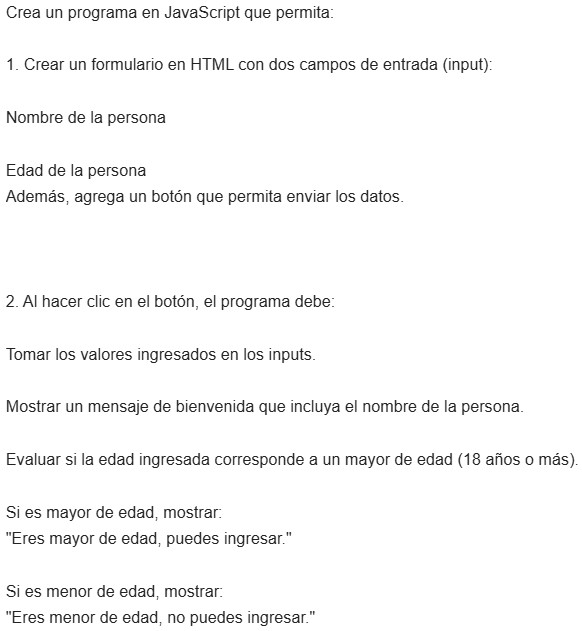 Crea un programa en JavaScript que permita:
1. Crear un formulario en HTML con dos campos de entrada (input):
Nombre de la persona
Edad de la persona
Además, agrega un botón que permita enviar los datos.
2. Al hacer clic en el botón, el programa debe:
Tomar los valores ingresados en los inputs.
Mostrar un mensaje de bienvenida que incluya el nombre de la persona.
Evaluar si la edad ingresada corresponde a un mayor de edad (18 años o más).
Si es mayor de edad, mostrar:
"Eres mayor de edad, puedes ingresar."
Si es menor de edad, mostrar:
"Eres menor de edad, no puedes ingresar."